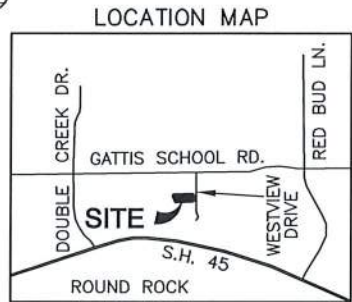 LOCATION MAP
DOUBLE
CREEK DR.
GATTIS SCHOOL RD.
RED BUD LN.
SITE
WESTVIEW
DRIVE
S.H. 45
ROUND ROCK